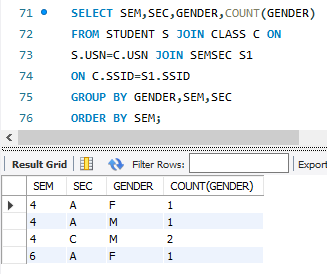 71 SELECT SEM,SEC,GENDER,COUNT(GENDER)
72 FROM STUDENT S JOIN CLASS C ON
73 S.USN=C.USN JOIN SEMSEC S1
74 ON C.SSID=S1.SSID
75 GROUP BY GENDER,SEM,SEC
76 ORDER BY SEM;
Result Grid Filter Rows: Export
SEM SEC GENDER COUNT(GENDER)
4 A F 1
4 A M 1
4 C M 2
6 A F 1